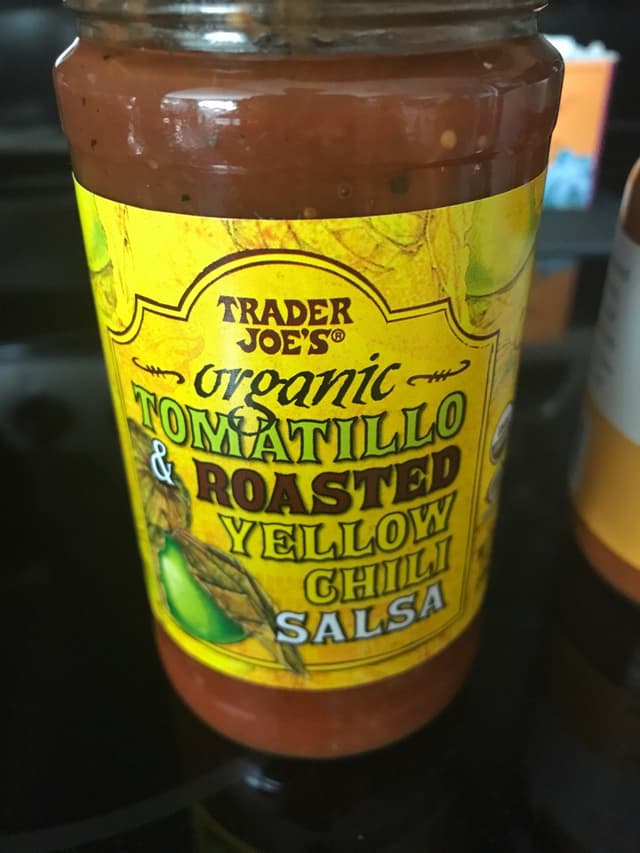 TRADER
JOE'S®
organic
TOMATILLO
& ROASTED
YELLOW
CHILI
SALSA